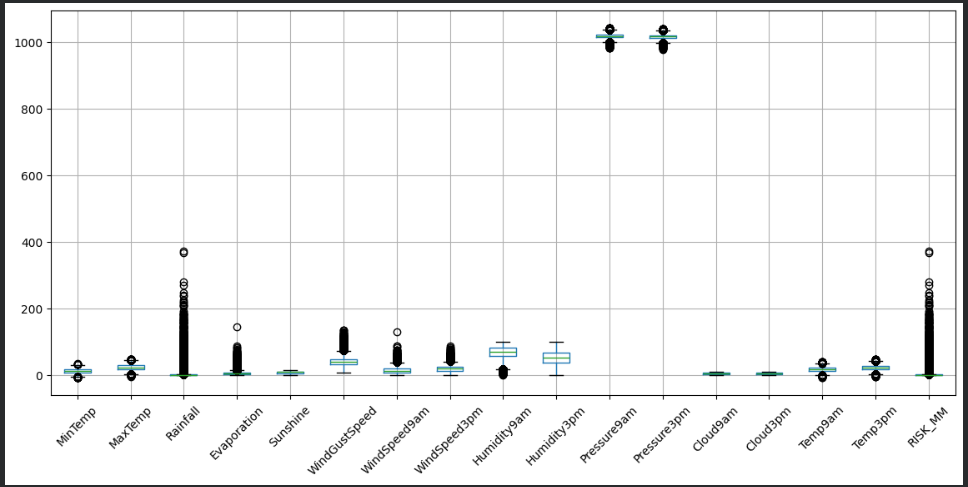 1000
800
600
400
200
0
MinTemp
MaxTemp
Rainfall
Evaporation
Sunshine
WindGustSpeed
WindSpeed9am
WindSpeed3pm
Humidity9am
Humidity3pm
Pressure9am
Pressure3pm
Cloud9am
Cloud3pm
Temp9am
Temp3pm
RISK_MM